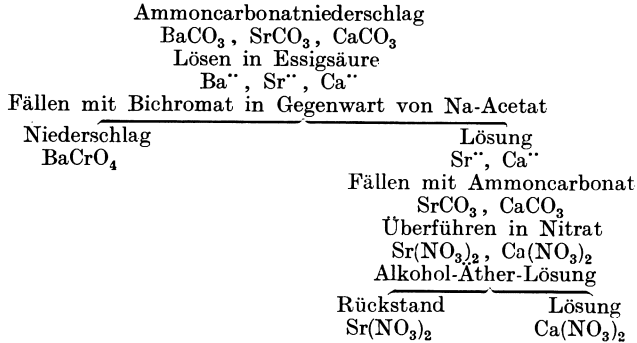 Ammoncarbonatniederschlag
BaCO₃, SrCO₃, CaCO₃
Lösen in Essigsäure
Ba¨, Sr¨, Ca¨
Fällen mit Bichromat in Gegenwart von Na-Acetat
Niederschlag
BaCrO₄
Lösung
Sr¨, Ca¨
Fällen mit Ammoncarbonat
SrCO₃, CaCO₃
Überführen in Nitrat
Sr(NO₃)₂, Ca(NO₃)₂
Alkohol-Äther-Lösung
Rückstand
Sr(NO₃)₂
Lösung
Ca(NO₃)₂